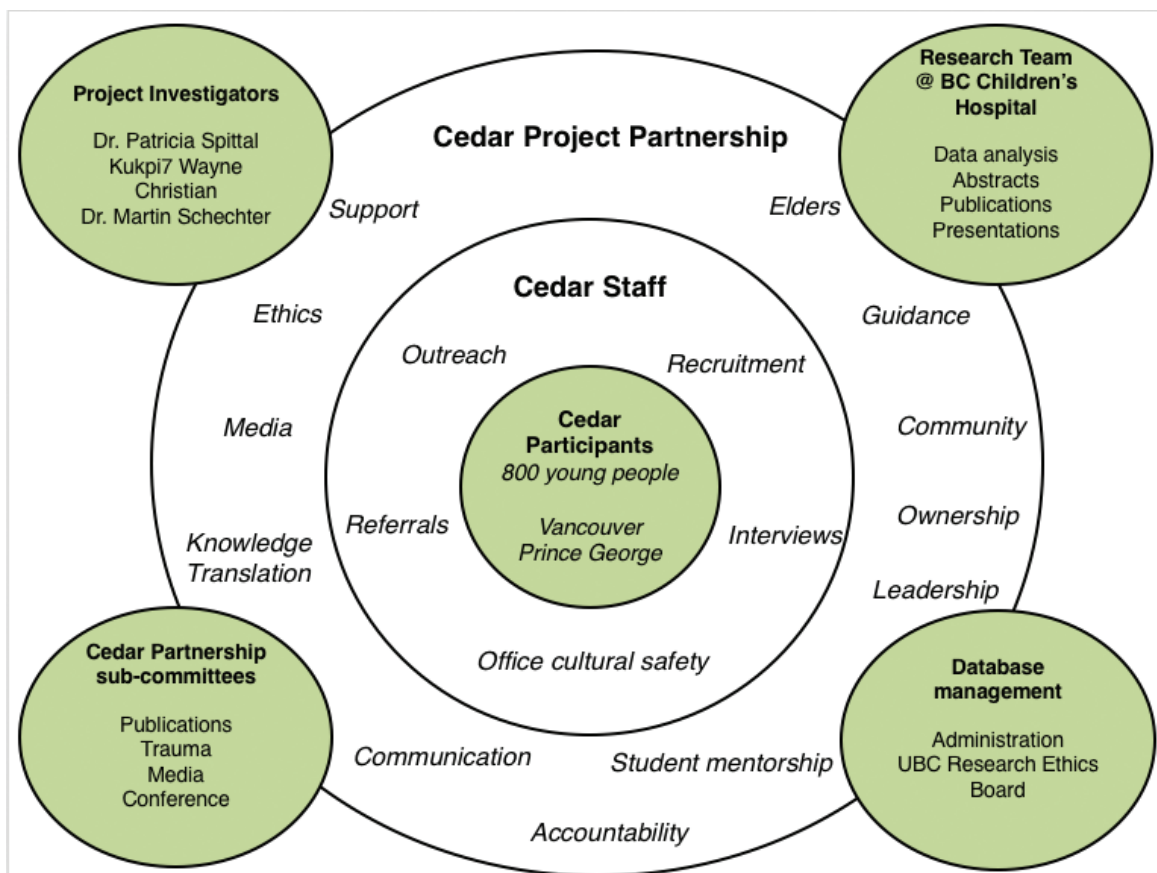 Project Investigators
Dr. Patricia Spittal
Kukpi7 Wayne
Christian
Dr. Martin Schechter
Research Team
@ BC Children's
Hospital
Data analysis
Abstracts
Publications
Presentations
Cedar Project Partnership
Support
Elders
Ethics
Guidance
Media
Community
Ownership
Knowledge
Translation
Leadership
Communication
Student mentorship
Accountability
Cedar Staff
Outreach
Recruitment
Referrals
Interviews
Office cultural safety
Cedar
Participants
800 young people
Vancouver
Prince George
Cedar Partnership
sub-committees
Publications
Trauma
Media
Conference
Database
management
Administration
UBC Research Ethics
Board